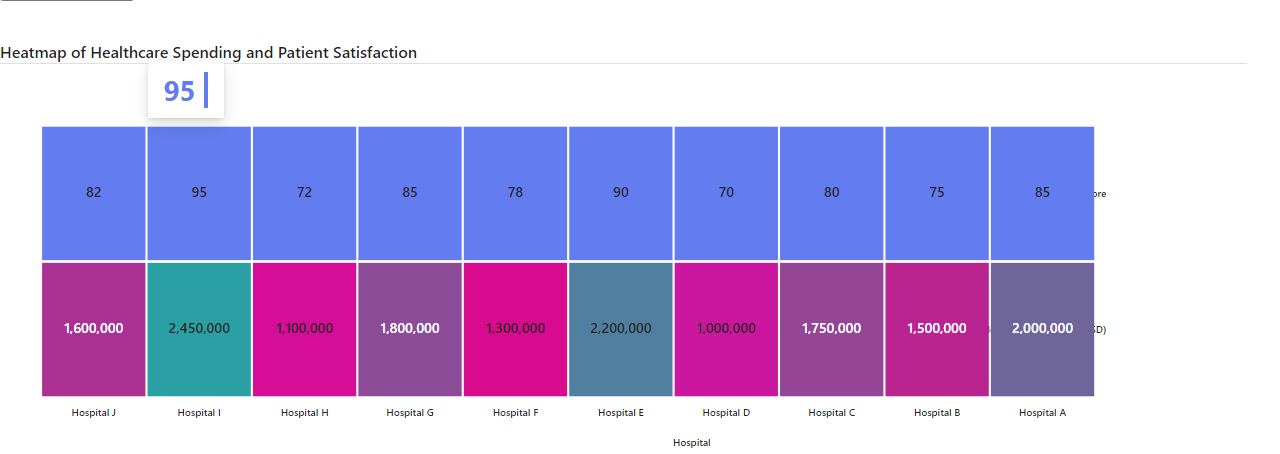 Heatmap of Healthcare Spending and Patient Satisfaction
95
82 95 72 85 78 90 70 80 75 85
1,600,000 2,450,000 1,100,000 1,800,000 1,300,000 2,200,000 1,000,000 1,750,000 1,500,000 2,000,000
Hospital J Hospital I Hospital H Hospital G Hospital F Hospital E Hospital D Hospital C Hospital B Hospital A
Hospital